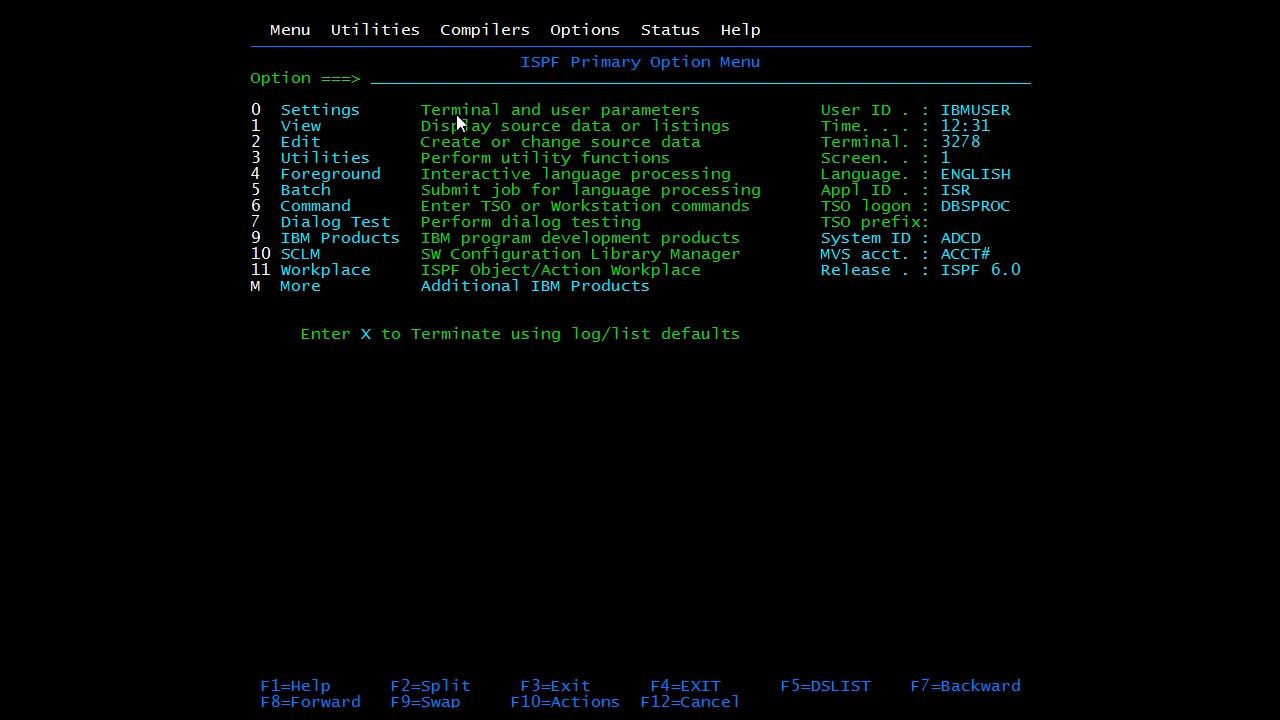 Menu  Utilities  Compilers  Options  Status  Help
ISPF Primary Option Menu
Option ===>
0  Settings      Terminal and user parameters            User ID . : IBMUSER
1  View          Display source data or listings         Time. . . : 12:31
2  Edit          Create or change source data            Terminal. : 3278
3  Utilities     Perform utility functions               Screen. . : 1
4  Foreground    Interactive language processing         Language. : ENGLISH
5  Batch         Submit job for language processing      Appl ID . : ISR
6  Command       Enter TSO or Workstation commands       TSO logon : DBSPROC
7  Dialog Test   Perform dialog testing                  TSO prefix:
9  IBM Products  IBM program development products        System ID : ADCD
10 SCLM          SW Configuration Library Manager        MVS acct. : ACCT#
11 Workplace     ISPF Object/Action Workplace            Release . : ISPF 6.0
M  More          Additional IBM Products
Enter X to Terminate using log/list defaults
F1=Help      F2=Split     F3=Exit      F4=EXIT      F5=DSLIST    F7=Backward
F8=Forward   F9=Swap     F10=Actions  F12=Cancel